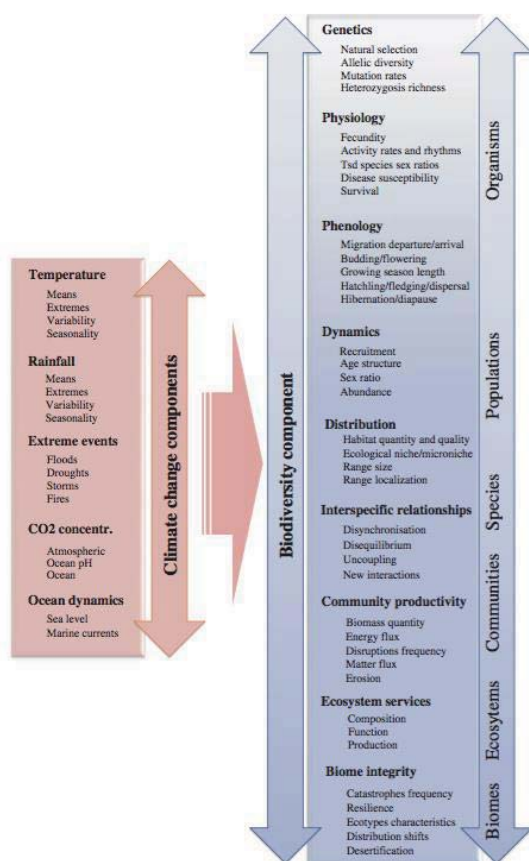 Temperature
Means
Extremes
Variability
Seasonality
Rainfall
Means
Extremes
Variability
Seasonality
Extreme events
Floods
Droughts
Storms
Fires
CO2 concentr.
Atmospheric
Ocean pH
Ocean
Ocean dynamics
Sea level
Marine currents
Climate change components
Biodiversity component
Genetics
Natural selection
Allelic diversity
Mutation rates
Heterozygosis richness
Physiology
Fecundity
Activity rates and rhythms
Tsd species sex ratios
Disease susceptibility
Survival
Phenology
Migration departure/arrival
Budding/flowering
Growing season length
Hatchling/fledging/dispersal
Hibernation/diapause
Dynamics
Recruitment
Age structure
Sex ratio
Abundance
Distribution
Habitat quantity and quality
Ecological niche/microniche
Range size
Range localization
Interspecific relationships
Disynchronisation
Disequilibrium
Uncoupling
New interactions
Community productivity
Biomass quantity
Energy flux
Disruptions frequency
Matter flux
Erosion
Ecosystem services
Composition
Function
Production
Biome integrity
Catastrophes frequency
Resilience
Ecotypes characteristics
Distribution shifts
Desertification
Organisms
Populations
Species
Communities
Ecosytems
Biomes